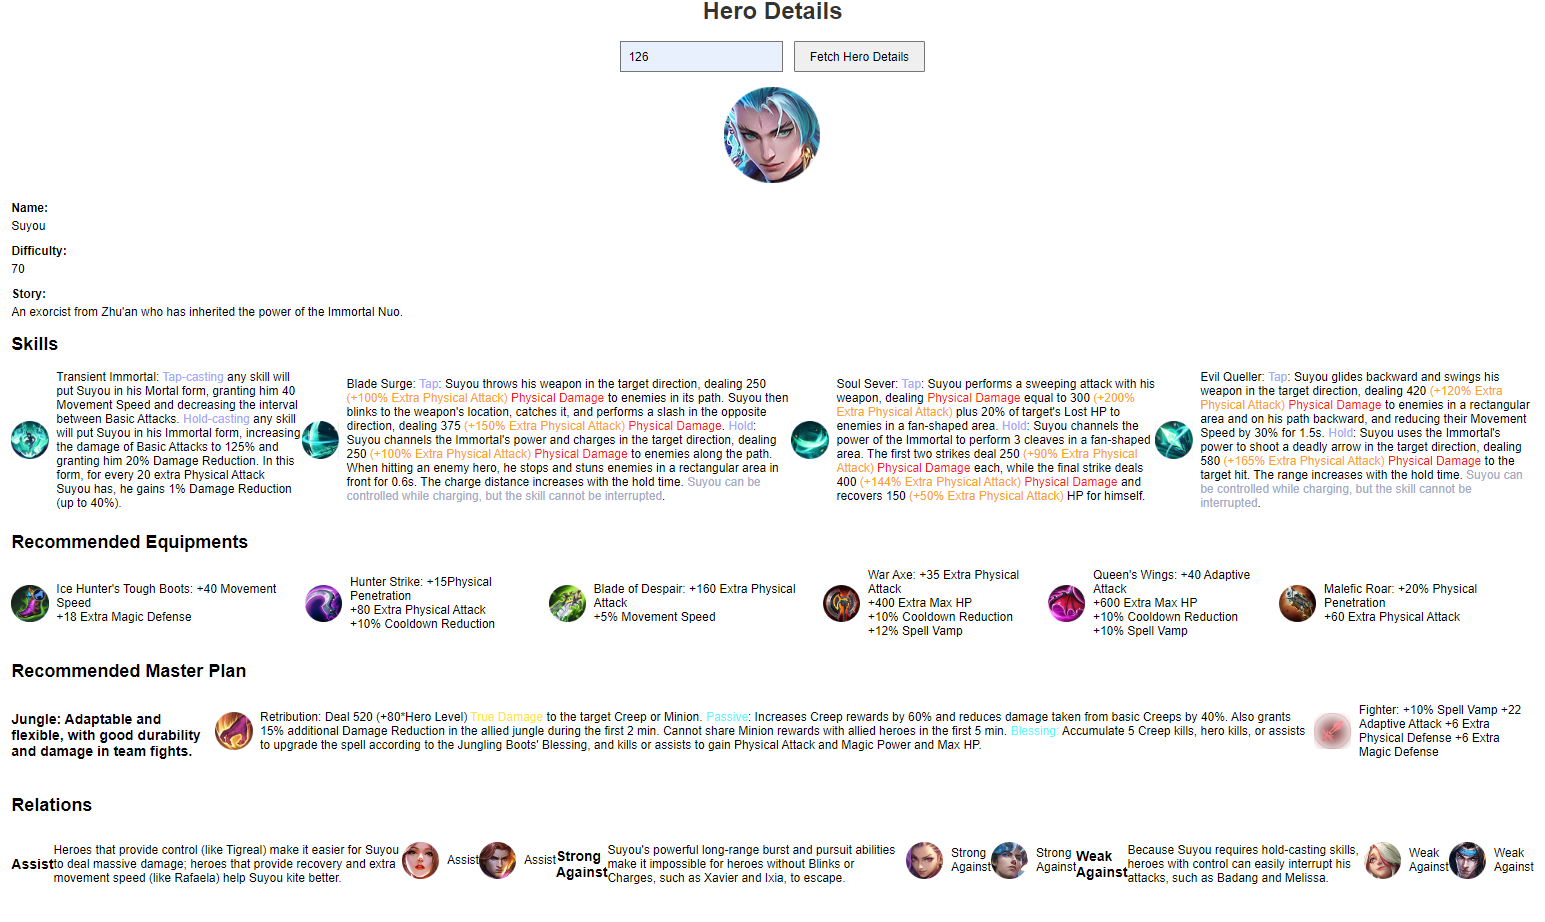 Hero Details
126
Fetch Hero Details
Name:
Suyou
Difficulty:
70
Story:
An exorcist from Zhu'an who has inherited the power of the Immortal Nuo.
Skills
Transient Immortal: Tap-casting any skill will
put Suyou in his Mortal form, granting him 40
Movement Speed and decreasing the interval
between Basic Attacks. Hold-casting any skill
will put Suyou in his Immortal form, increasing
the damage of Basic Attacks to 125% and
granting him 20% Damage Reduction. In this
form, for every 20 extra Physical Attack
Suyou has, he gains 1% Damage Reduction
(up to 40%).
Blade Surge: Tap: Suyou throws his weapon in the target direction, dealing 250
(+100% Extra Physical Attack) Physical Damage to enemies in its path. Suyou then
blinks to the weapon's location, catches it, and performs a slash in the opposite
direction, dealing 375 (+150% Extra Physical Attack) Physical Damage. Hold:
Suyou channels the Immortal's power and charges in the target direction, dealing
250 (+100% Extra Physical Attack) Physical Damage to enemies along the path.
When hitting an enemy hero, he stops and stuns enemies in a rectangular area in
front for 0.6s. The charge distance increases with the hold time. Suyou can be
controlled while charging, but the skill cannot be interrupted.
Soul Sever: Tap: Suyou performs a sweeping attack with his
weapon, dealing Physical Damage equal to 300 (+200%
Extra Physical Attack) plus 20% of target's Lost HP to
enemies in a fan-shaped area. Hold: Suyou channels the
power of the Immortal to perform 3 cleaves in a fan-shaped
area. The first two strikes deal 250 (+90% Extra Physical
Attack) Physical Damage each, while the final strike deals
400 (+144% Extra Physical Attack) Physical Damage and
recovers 150 (+50% Extra Physical Attack) HP for himself.
Evil Queller: Tap: Suyou glides backward and swings his
weapon in the target direction, dealing 420 (+120% Extra
Physical Attack) Physical Damage to enemies in a rectangular
area and on his path backward, and reducing their Movement
Speed by 30% for 1.5s. Hold: Suyou uses the Immortal's
power to shoot a deadly arrow in the target direction, dealing
580 (+165% Extra Physical Attack) Physical Damage to the
target hit. The range increases with the hold time. Suyou can
be controlled while charging, but the skill cannot be
interrupted.
Recommended Equipments
Ice Hunter's Tough Boots: +40 Movement
Speed
+18 Extra Magic Defense
Hunter Strike: +15Physical
Penetration
+80 Extra Physical Attack
+10% Cooldown Reduction
Blade of Despair: +160 Extra Physical
Attack
+5% Movement Speed
War Axe: +35 Extra Physical
Attack
+400 Extra Max HP
+10% Cooldown Reduction
+12% Spell Vamp
Queen's Wings: +40 Adaptive
Attack
+600 Extra Max HP
+10% Cooldown Reduction
+10% Spell Vamp
Malefic Roar: +20% Physical
Penetration
+60 Extra Physical Attack
Recommended Master Plan
Jungle: Adaptable and
flexible, with good durability
and damage in team fights.
Retribution: Deal 520 (+80*Hero Level) True Damage to the target Creep or Minion. Passive: Increases Creep rewards by 60% and reduces damage taken from basic Creeps by 40%. Also grants
15% additional Damage Reduction in the allied jungle during the first 2 min. Cannot share Minion rewards with allied heroes in the first 5 min. Blessing: Accumulate 5 Creep kills, hero kills, or assists
to upgrade the spell according to the Jungling Boots' Blessing, and kills or assists to gain Physical Attack and Magic Power and Max HP.
Fighter: +10% Spell Vamp +22
Adaptive Attack +6 Extra
Physical Defense +6 Extra
Magic Defense
Relations
Assist
Heroes that provide control (like Tigreal) make it easier for Suyou
to deal massive damage; heroes that provide recovery and extra
movement speed (like Rafaela) help Suyou kite better.
Assist
Assist
Strong
Against
Suyou's powerful long-range burst and pursuit abilities
make it impossible for heroes without Blinks or
Charges, such as Xavier and Ixia, to escape.
Strong
Against
Strong
Against
Weak
Against
Because Suyou requires hold-casting skills,
heroes with control can easily interrupt his
attacks, such as Badang and Melissa.
Weak
Against
Weak
Against